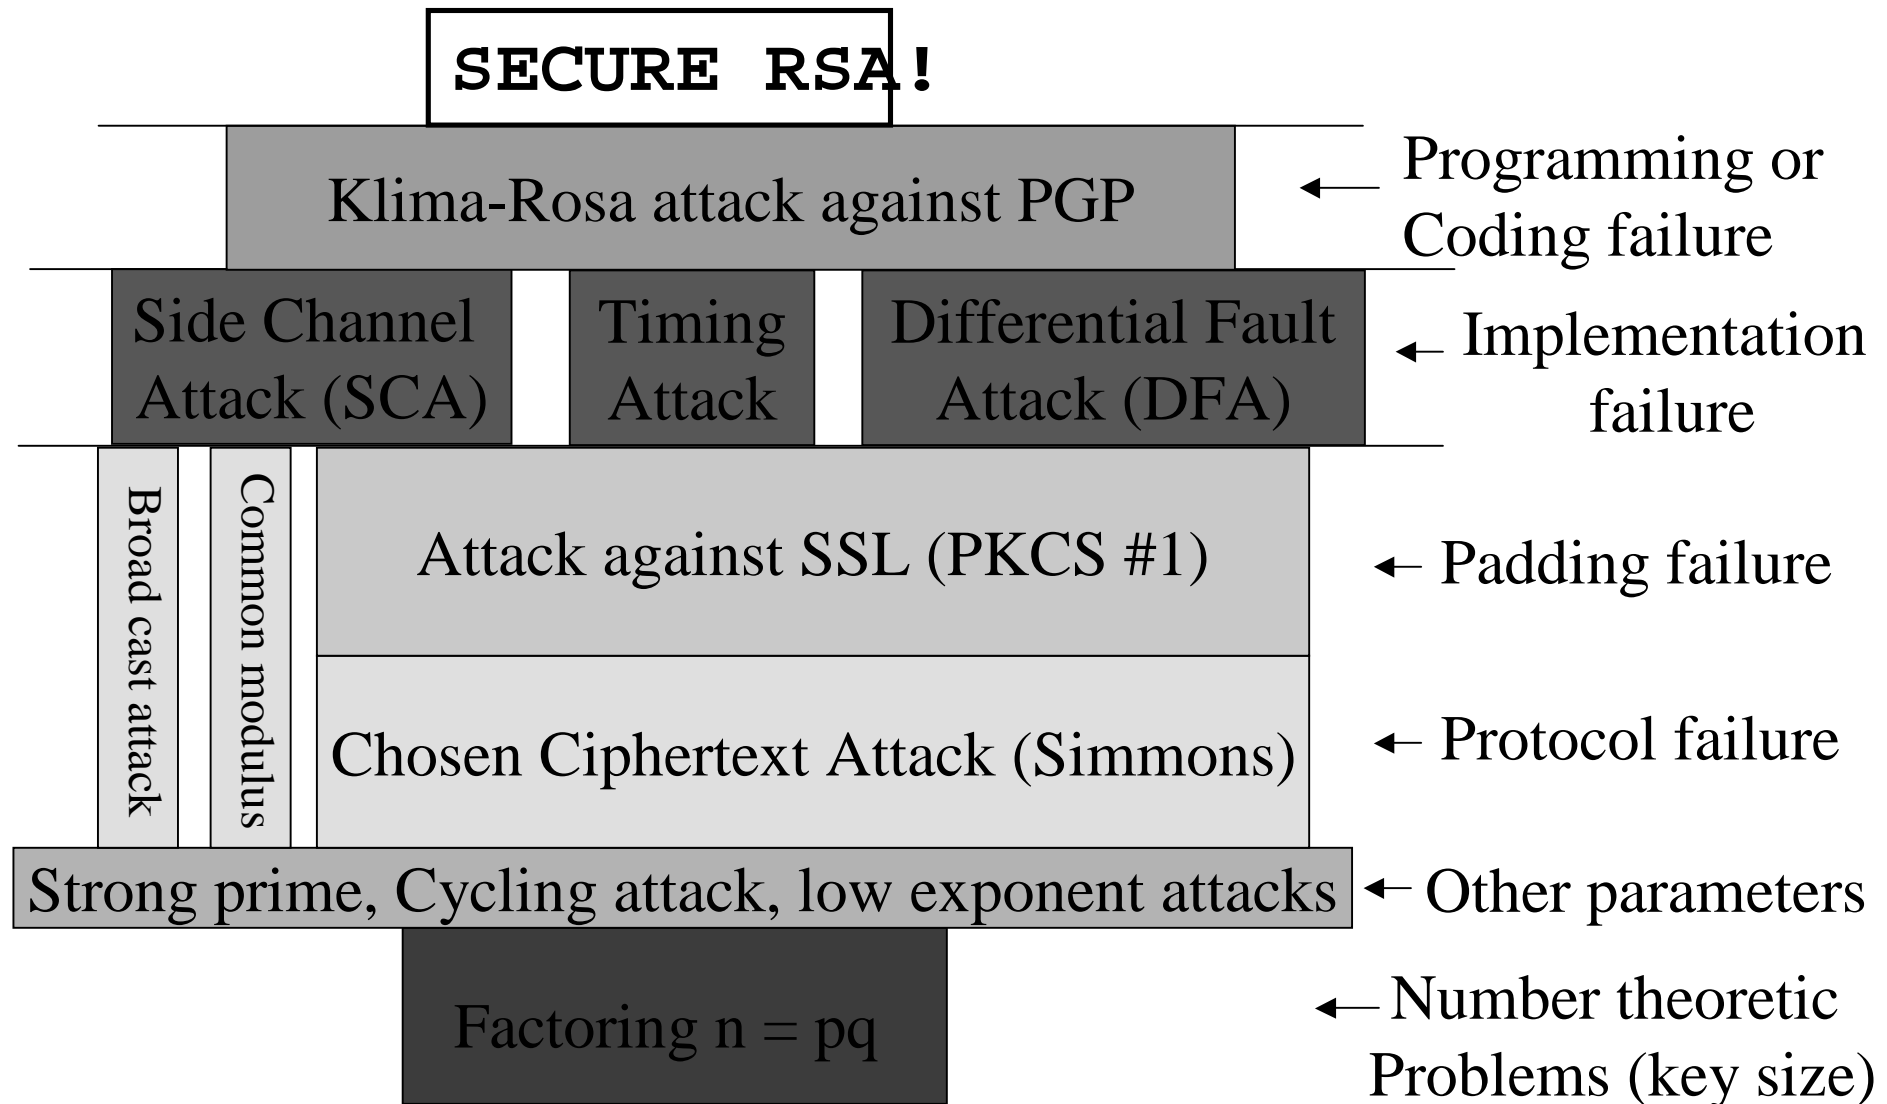 SECURE RSA!
Klima-Rosa attack against PGP
Programming or
Coding failure
Side Channel
Attack (SCA)
Timing
Attack
Differential Fault
Attack (DFA)
Implementation
failure
Broad cast attack
Common modulus
Attack against SSL (PKCS #1)
Padding failure
Chosen Ciphertext Attack (Simmons)
Protocol failure
Strong prime, Cycling attack, low exponent attacks
Other parameters
Factoring n = pq
Number theoretic
Problems (key size)